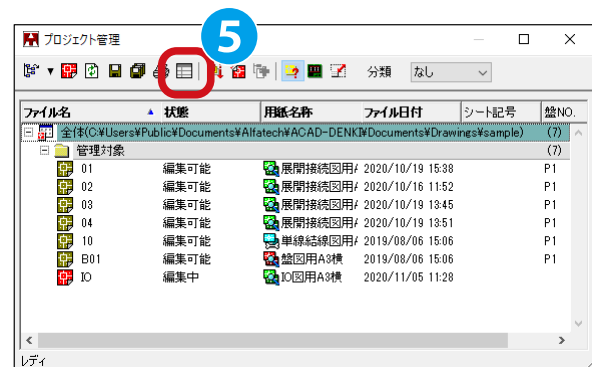 プロジェクト管理
5
分類 なし
ファイル名 状態 用紙名称 ファイル日付 シート記号 盤NO.
全体(C:¥Users¥Public¥Documents¥Alfatech¥ACAD-DENKI¥Documents¥Drawings¥sample) (7)
管理対象 (7)
01 編集可能 展開接続図用A 2020/10/19 15:38 P1
02 編集可能 展開接続図用A 2020/10/16 11:52 P1
03 編集可能 展開接続図用A 2020/10/19 13:45 P1
04 編集可能 展開接続図用A 2020/10/19 13:51 P1
10 編集可能 単線結線図用A 2019/08/06 15:06 P1
B01 編集可能 盤図用A3横 2019/08/06 15:06 P1
IO 編集中 IO図用A3横 2020/11/05 11:28
レディ